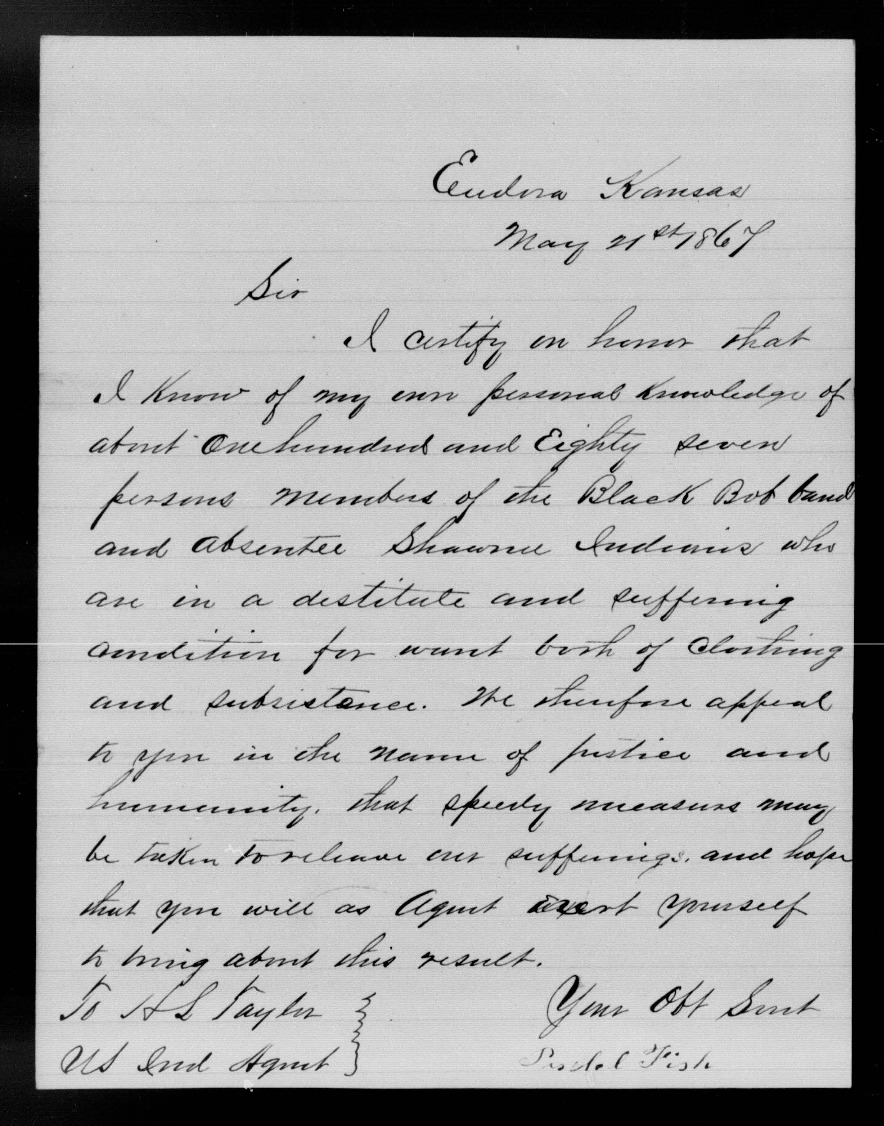 Eudora Kansas
May 21st 1867
Sir
I certify on honor that
I Know of my own personal Knowledge of
about One hundred and Eighty seven
persons members of the Black Bob band
and absentee Shawnee Indians who
are in a destitute and suffering
condition for want both of clothing
and subsistence. We therefore appeal
to you in the name of justice and
humanity. that speedy measures may
be taken to releave our sufferings. and hope
that you will as Agent exert yourself
to bring about this result.
To H L Taylor
US Ind Agent
Your Obt Servt
Fish